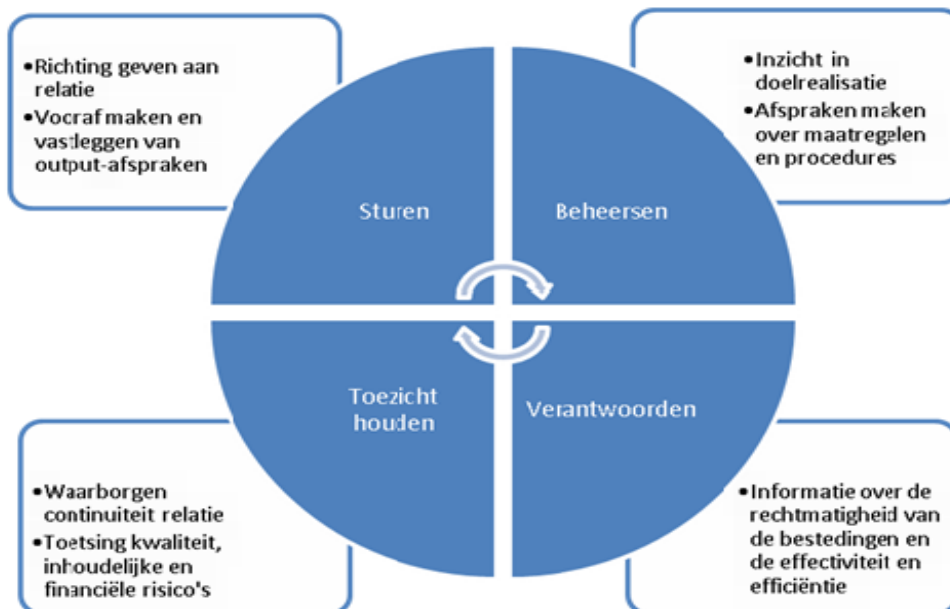 •Richting geven aan
relatie
•Vocraf maken en
vastleggen van
output-afspraken
•Inzicht in
doelrealisatie
•Afspraken maken
over maatregelen
en procedures
Sturen
Beheersen
Toezicht
houden
Verantwoorden
•Waarborgen
continuiteit relatie
•Toetsing kwaliteit,
inhoudelijke en
financiële risico's
•Informatie over de
rechtmatigheid van
de bestedingen en
de effectiviteit en
efficiëntie